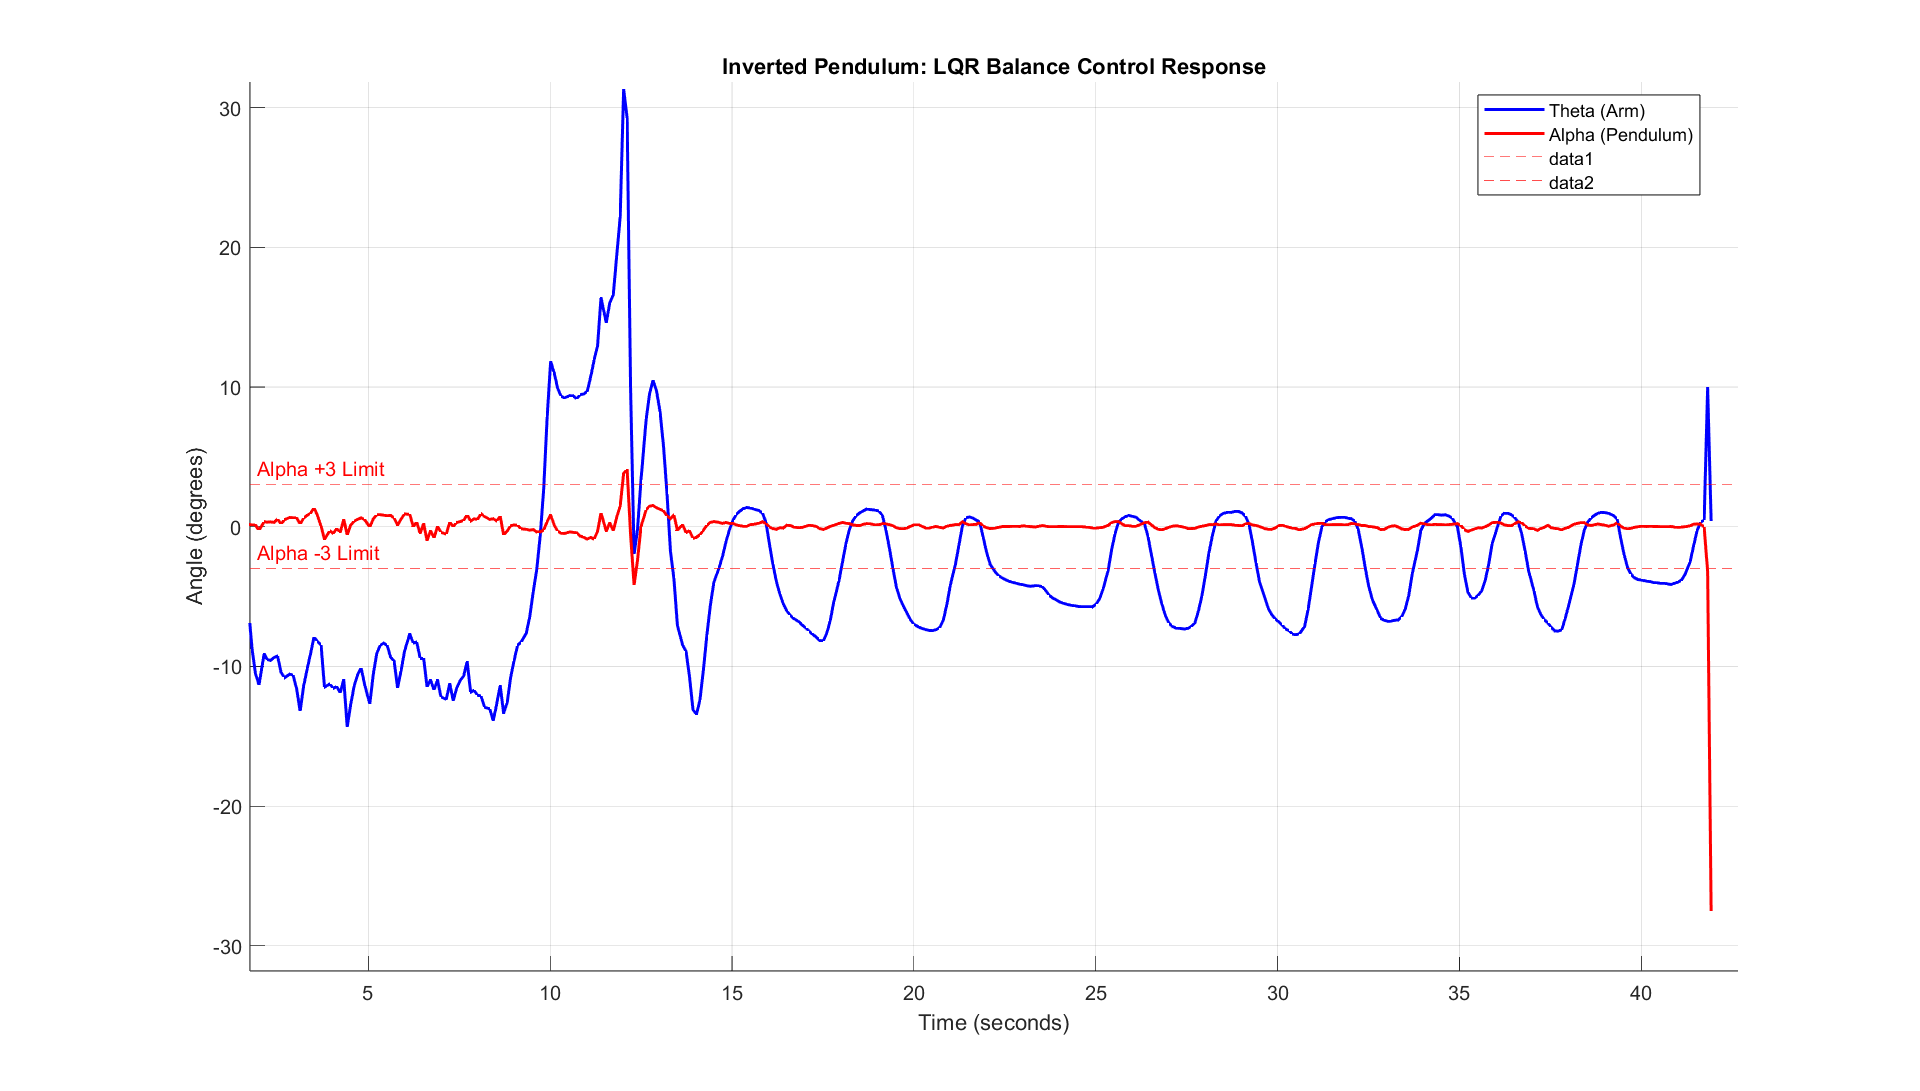 Inverted Pendulum: LQR Balance Control Response
Theta (Arm)
Alpha (Pendulum)
data1
data2
30
20
10
0
-10
-20
-30
Angle (degrees)
Alpha +3 Limit
Alpha -3 Limit
5
10
15
20
25
30
35
40
Time (seconds)